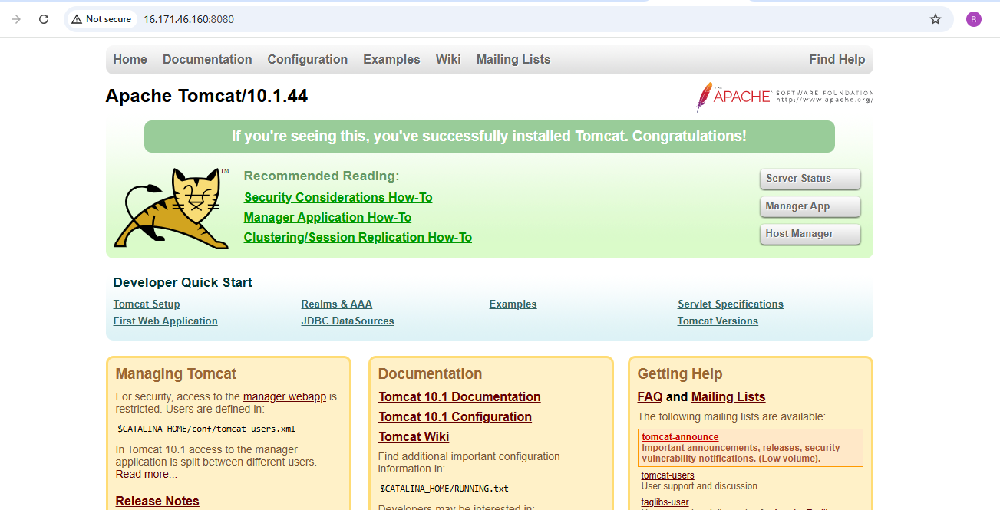 Not secure 16.171.46.160:8080 R
Home Documentation Configuration Examples Wiki Mailing Lists Find Help
Apache Tomcat/10.1.44
THE APACHE SOFTWARE FOUNDATION
http://www.apache.org/
If you're seeing this, you've successfully installed Tomcat. Congratulations!
TM
Recommended Reading:
Security Considerations How-To
Manager Application How-To
Clustering/Session Replication How-To
Server Status
Manager App
Host Manager
Developer Quick Start
Tomcat Setup
First Web Application
Realms & AAA
JDBC DataSources
Examples
Servlet Specifications
Tomcat Versions
Managing Tomcat
For security, access to the manager webapp is
restricted. Users are defined in:
$CATALINA_HOME/conf/tomcat-users.xml
In Tomcat 10.1 access to the manager
application is split between different users.
Read more...
Release Notes
Documentation
Tomcat 10.1 Documentation
Tomcat 10.1 Configuration
Tomcat Wiki
Find additional important configuration
information in:
$CATALINA_HOME/RUNNING.txt
Developers may be interested in:
Getting Help
FAQ and Mailing Lists
The following mailing lists are available:
tomcat-announce
Important announcements, releases, security
vulnerability notifications. (Low volume).
tomcat-users
User support and discussion
taglibs-user